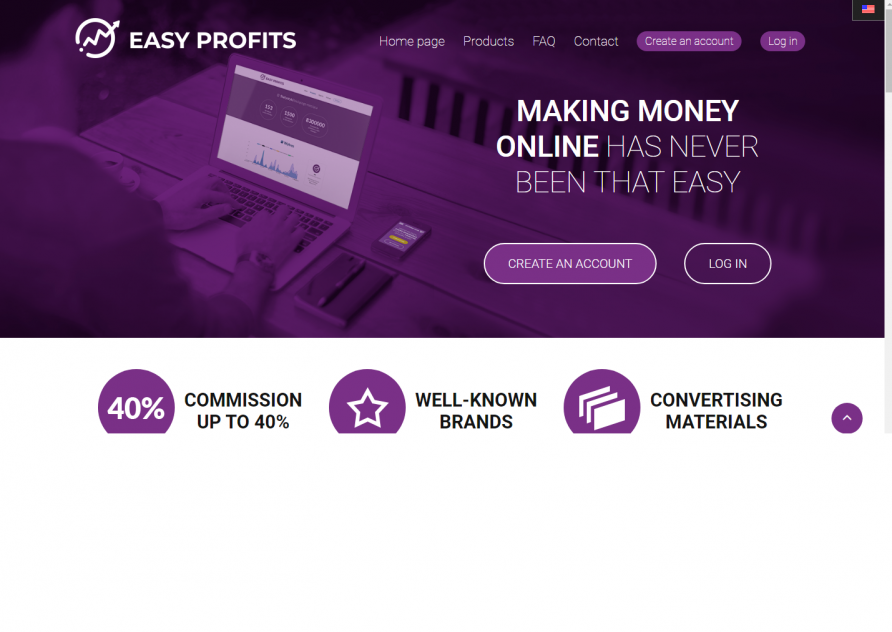 EASY PROFITS
Home page Products FAQ Contact Create an account Log in
MAKING MONEY
ONLINE HAS NEVER
BEEN THAT EASY
CREATE AN ACCOUNT LOG IN
40% COMMISSION
UP TO 40%
WELL-KNOWN
BRANDS
CONVERTISING
MATERIALS